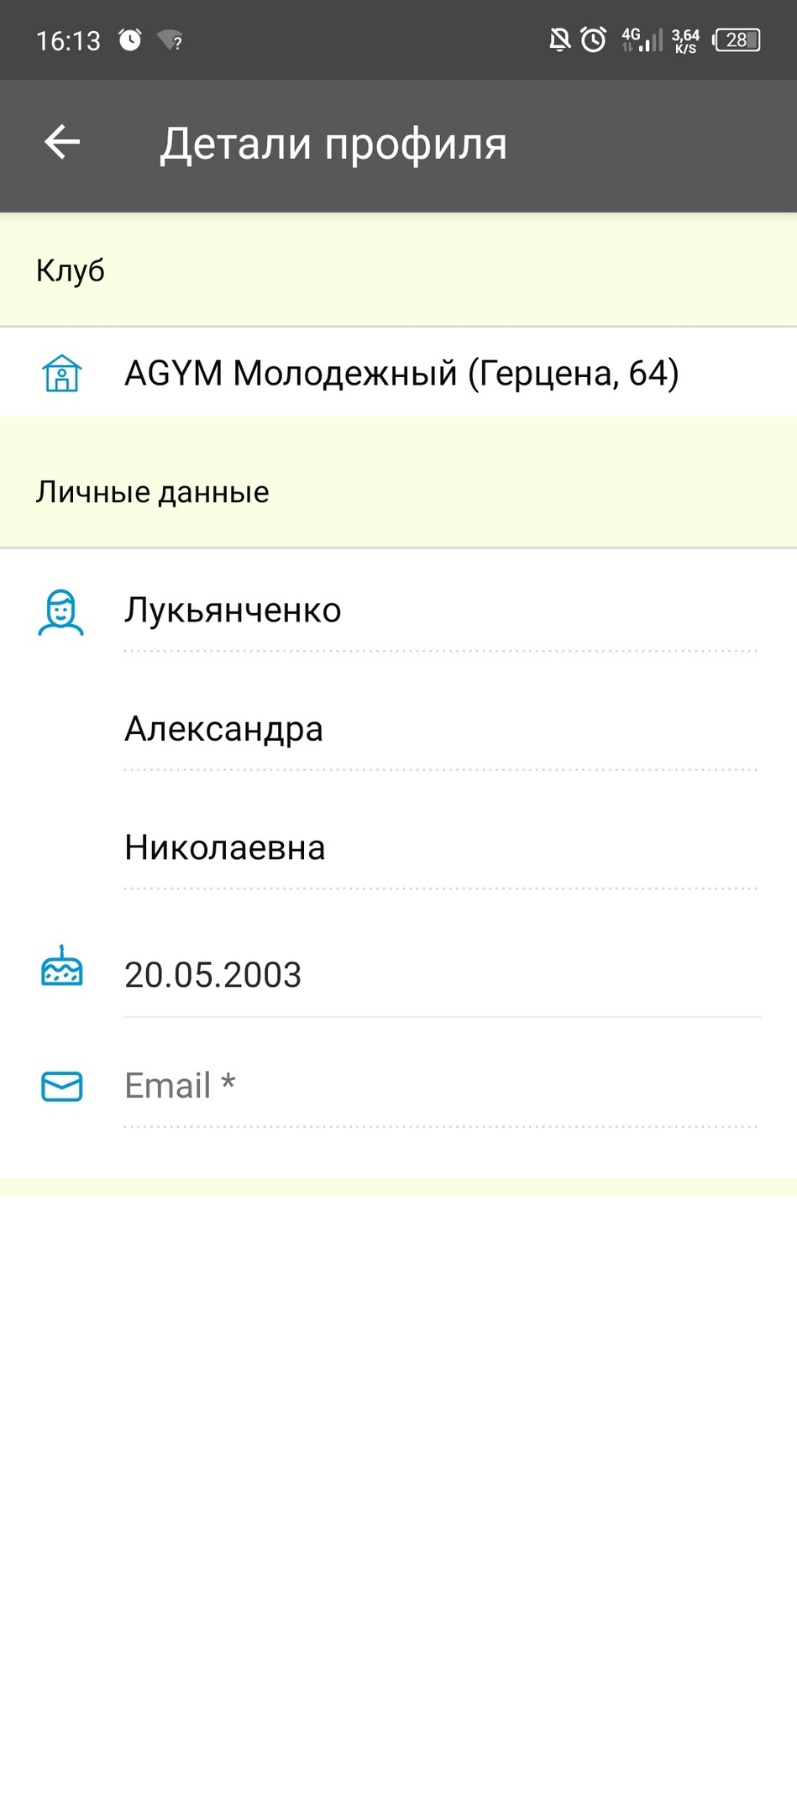 16:13
4G
3,64
K/S
28
Детали профиля
Клуб
AGYM Молодежный (Герцена, 64)
Личные данные
Лукьянченко
Александра
Николаевна
20.05.2003
Email *